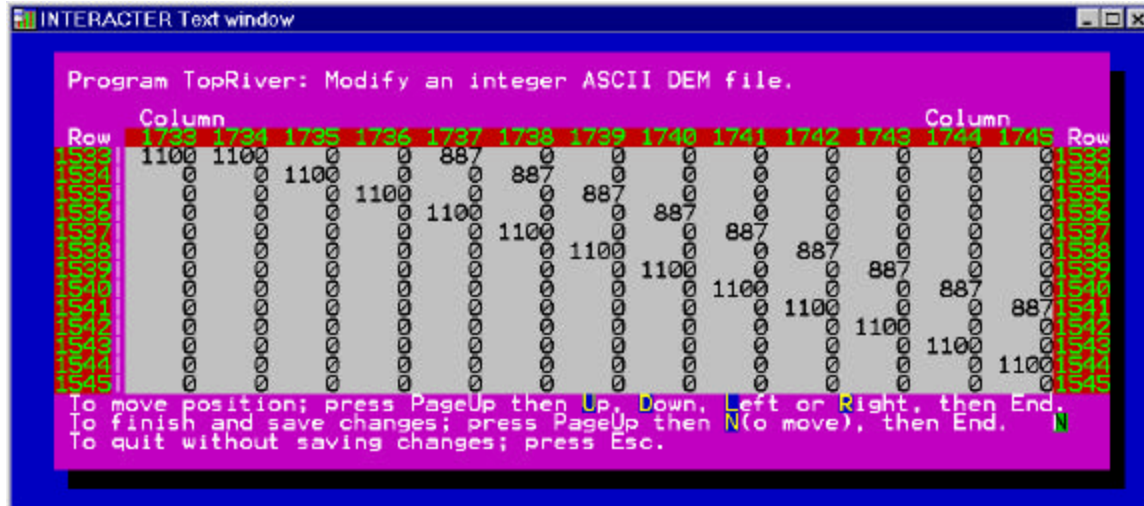 INTERACTER Text window
Program TopRiver: Modify an integer ASCII DEM file.
Column Column
Row 1733 1734 1735 1736 1737 1738 1739 1740 1741 1742 1743 1744 1745 Row
1533 1100 1100 0 0 887 0 0 0 0 0 0 0 0 1533
1534 0 0 1100 0 0 887 0 0 0 0 0 0 0 1534
1535 0 0 0 1100 0 0 887 0 0 0 0 0 0 1535
1536 0 0 0 0 1100 0 0 887 0 0 0 0 0 1536
1537 0 0 0 0 0 1100 0 0 887 0 0 0 0 1537
1538 0 0 0 0 0 0 1100 0 0 887 0 0 0 1538
1539 0 0 0 0 0 0 0 1100 0 0 887 0 0 1539
1540 0 0 0 0 0 0 0 0 1100 0 0 887 0 1540
1541 0 0 0 0 0 0 0 0 0 1100 0 0 887 1541
1542 0 0 0 0 0 0 0 0 0 0 1100 0 0 1542
1543 0 0 0 0 0 0 0 0 0 0 0 1100 0 1543
1544 0 0 0 0 0 0 0 0 0 0 0 0 1100 1544
1545 0 0 0 0 0 0 0 0 0 0 0 0 0 1545
To move position; press PageUp then Up, Down, Left or Right, then End.
To finish and save changes; press PageUp then N(o move), then End. N
To quit without saving changes; press Esc.